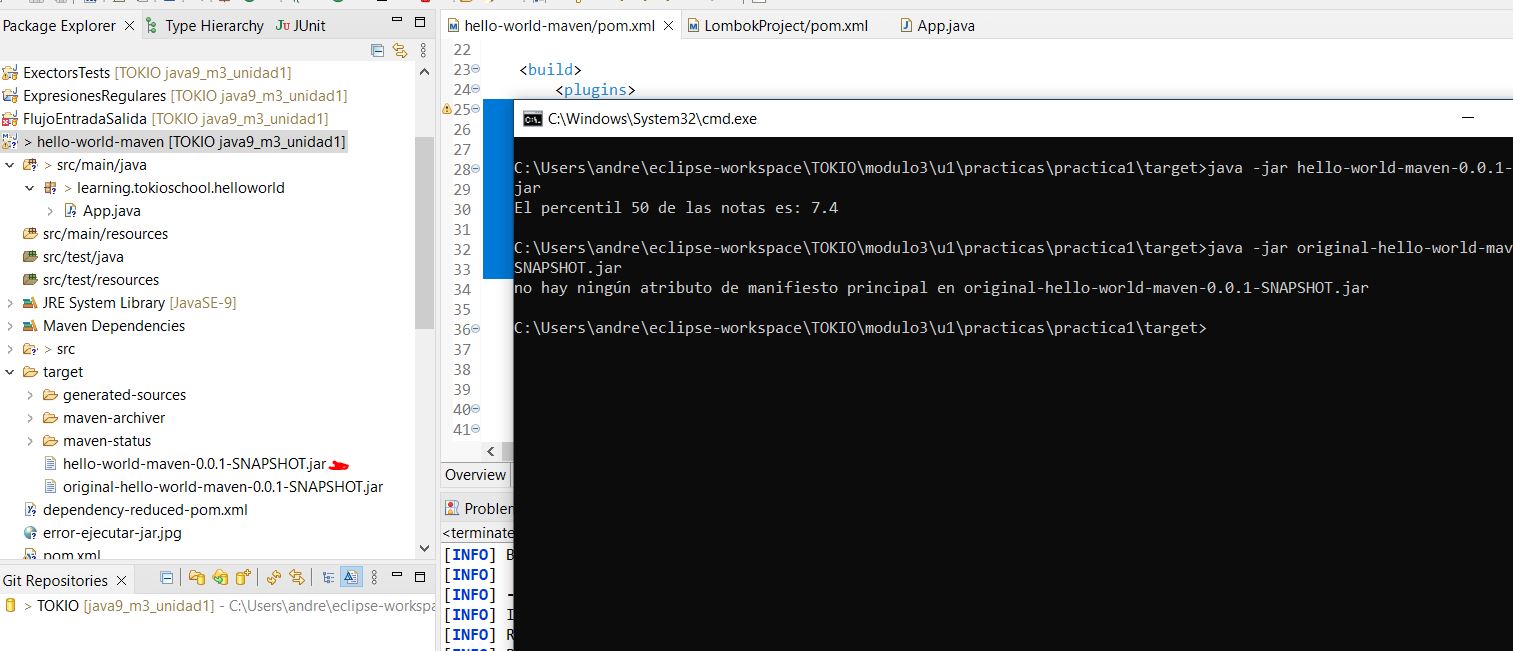 Package Explorer
Type Hierarchy
JUnit
ExectorsTests [TOKIO java9_m3_unidad1]
ExpresionesRegulares [TOKIO java9_m3_unidad1]
FlujoEntradaSalida [TOKIO java9_m3_unidad1]
> hello-world-maven [TOKIO java9_m3_unidad1]
> src/main/java
> learning.tokioschool.helloworld
App.java
src/main/resources
src/test/java
src/test/resources
JRE System Library [JavaSE-9]
Maven Dependencies
> src
target
generated-sources
maven-archiver
maven-status
hello-world-maven-0.0.1-SNAPSHOT.jar
original-hello-world-maven-0.0.1-SNAPSHOT.jar
dependency-reduced-pom.xml
error-ejecutar-jar.jpg
pom.xml
Git Repositories
> TOKIO [java9_m3_unidad1] - C:\Users\andre\eclipse-workspa
hello-world-maven/pom.xml
LombokProject/pom.xml
App.java
22
23 <build>
24 <plugins>
25
26
27
28
29
30
31
32
33
34
35
36
37
38
39
40
41
Overview
Problem
<terminate
[INFO] B
[INFO]
[INFO] -
[INFO] I
[INFO] R
C:\Windows\System32\cmd.exe
C:\Users\andre\eclipse-workspace\TOKIO\modulo3\u1\practicas\practica1\target>java -jar hello-world-maven-0.0.1-
jar
El percentil 50 de las notas es: 7.4
C:\Users\andre\eclipse-workspace\TOKIO\modulo3\u1\practicas\practica1\target>java -jar original-hello-world-mav
SNAPSHOT.jar
no hay ningún atributo de manifiesto principal en original-hello-world-maven-0.0.1-SNAPSHOT.jar
C:\Users\andre\eclipse-workspace\TOKIO\modulo3\u1\practicas\practica1\target>